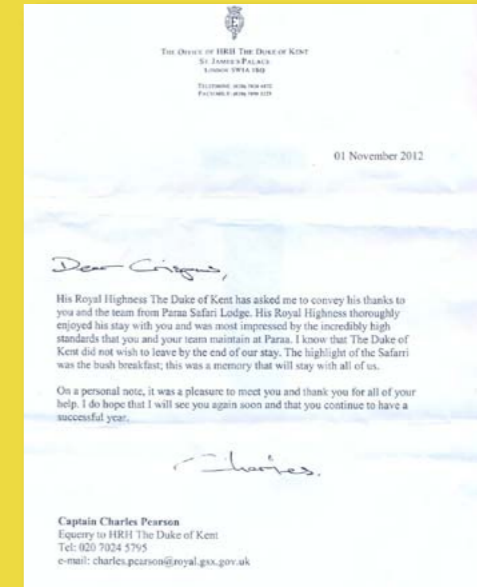 THE OFFICE OF HRH THE DUKE OF KENT
ST JAMES'S PALACE
LONDON SW1A 1BQ
01 November 2012
Dear Crispus,
His Royal Highness The Duke of Kent has asked me to convey his thanks to
you and the team from Paraa Safari Lodge. His Royal Highness thoroughly
enjoyed his stay with you and was most impressed by the incredibly high
standards that you and your team maintain at Paraa. I know that The Duke of
Kent did not wish to leave by the end of our stay. The highlight of the Safarri
was the bush breakfast; this was a memory that will stay with all of us.
On a personal note, it was a pleasure to meet you and thank you for all of your
help. I do hope that I will see you again soon and that you continue to have a
successful year.
Charles.
Captain Charles Pearson
Equerry to HRH The Duke of Kent
Tel: 020 7024 5795
e-mail: charles.pearson@royal.gsx.gov.uk